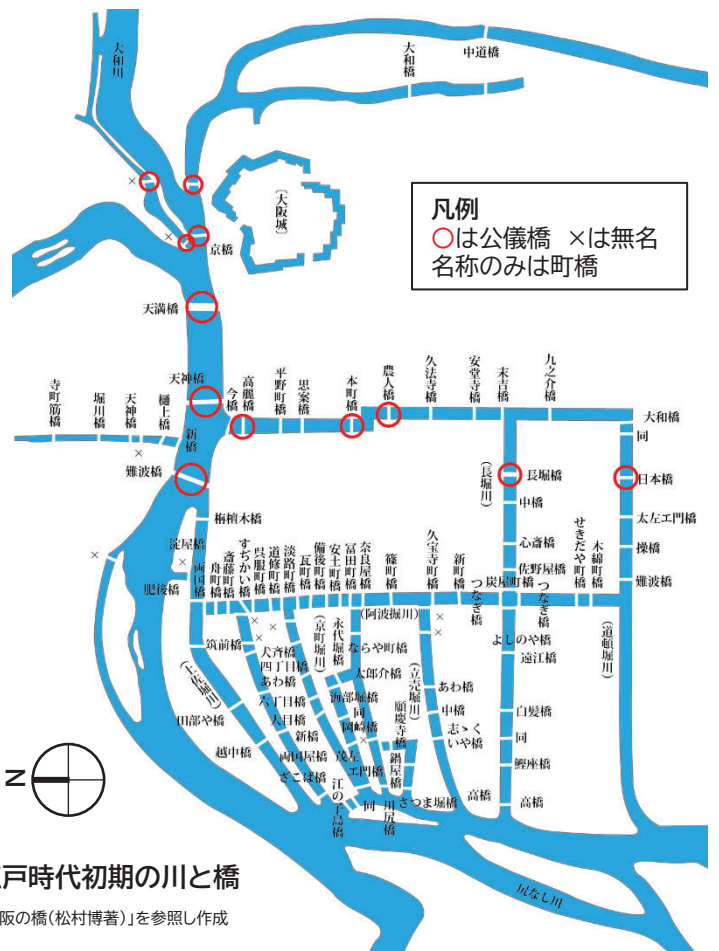 大和川
大和橋
中道橋
[大阪城]
凡例
○は公儀橋 ×は無名
名称のみは町橋
×
×
京橋
天満橋
天神橋
今橋
高麗橋
平野町橋
思案橋
本町橋
農人橋
久法寺橋
安堂寺橋
末吉橋
九之介橋
大和橋
同
日本橋
太左エ門橋
操橋
難波橋
寺町筋橋
堀川橋
天神橋
×
樋上橋
新橋
難波橋
(長堀川)
長堀橋
中橋
心斎橋
佐野屋橋
炭屋町橋
栴檀木橋
淀屋橋
×
×
肥後橋
両国橋
舟町橋
斎藤町橋
すぢかい橋
呉服町橋
道修町橋
淡路町橋
瓦町橋
備後町橋
安土町橋
冨田町橋
奈良屋橋
篠町橋
久宝寺町橋
新町橋
つなぎ橋
つなぎ橋
せきだや町橋
木綿町橋
(阿波掘川)
×
×
×
×
筑前橋
(土佐堀川)
田部や橋
越中橋
犬斉橋
四丁目橋
あわ橋
六丁目橋
大目橋
新橋
両国屋橋
ざこば橋
(京町堀川)
永代堀橋
ならや町橋
太郎介橋
海部堀橋
同
岡崎橋
×
茂左エ門橋
江の子島橋
同
川尻橋
鍋屋橋
願慶寺橋
(立売堀川)
さつま堀橋
あわ橋
中橋
志ゝくいや橋
高橋
よしのや橋
遠江橋
白髪橋
同
鰹座橋
高橋
(道頓堀川)
尻なし川
N
戸時代初期の川と橋
阪の橋(松村博著)」を参照し作成